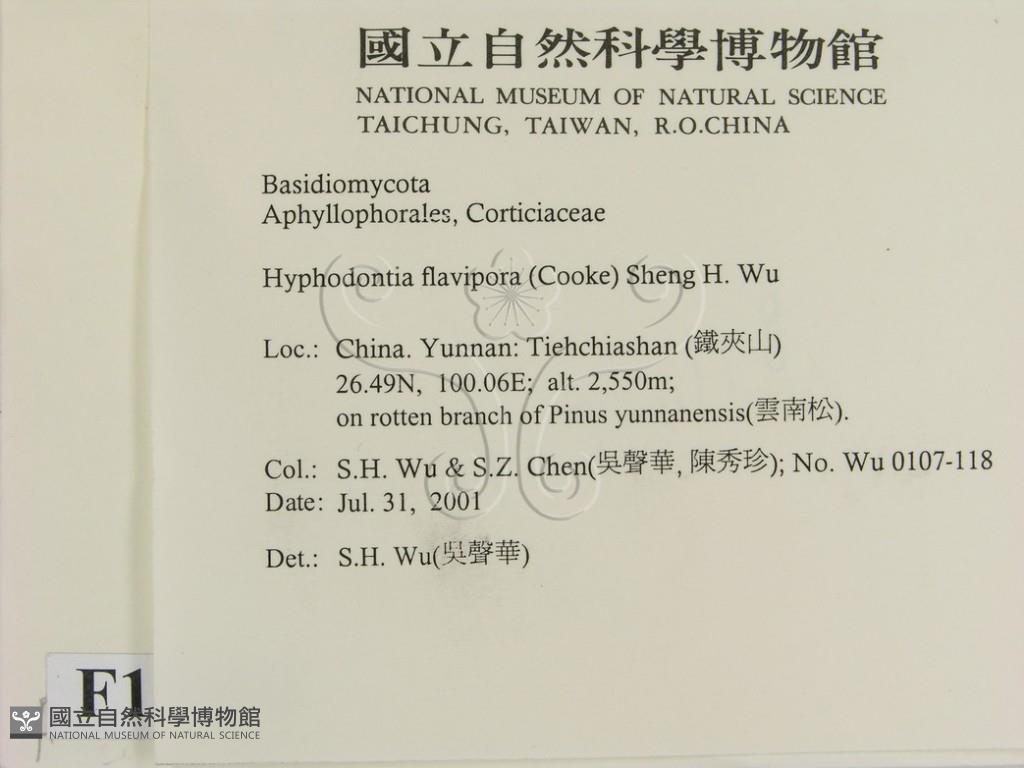 國立自然科學博物館
NATIONAL MUSEUM OF NATURAL SCIENCE
TAICHUNG, TAIWAN, R.O.CHINA
Basidiomycota
Aphyllophorales, Corticiaceae
Hyphodontia flavipora (Cooke) Sheng H. Wu
Loc.: China. Yunnan: Tiehchiashan (鐵夾山)
26.49N, 100.06E; alt. 2,550m;
on rotten branch of Pinus yunnanensis(雲南松).
Col.: S.H. Wu & S.Z. Chen(吳聲華, 陳秀珍); No. Wu 0107-118
Date: Jul. 31, 2001
Det.: S.H. Wu(吳聲華)
F1
國立自然科學博物館
NATIONAL MUSEUM OF NATURAL SCIENCE